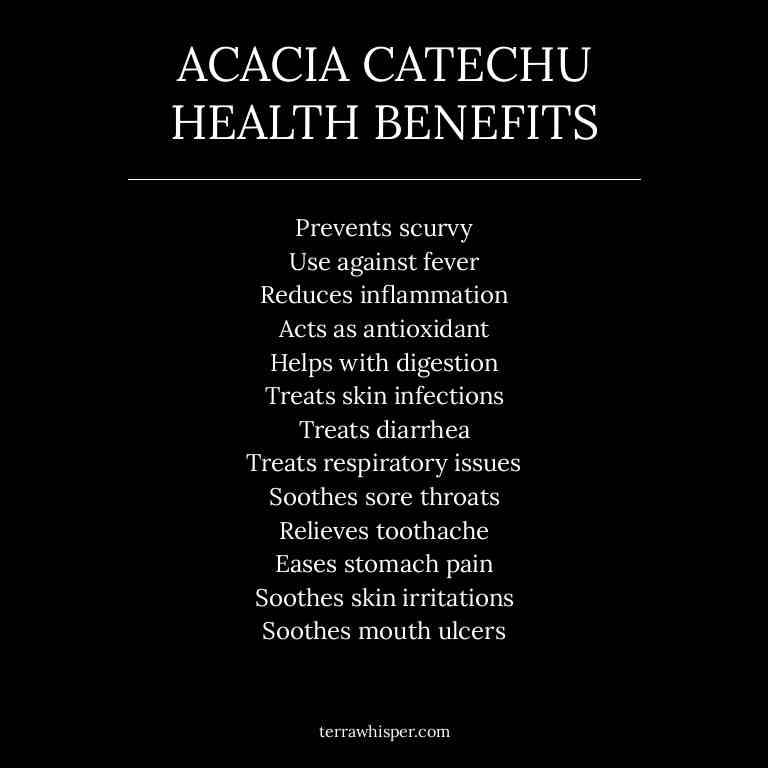 ACACIA CATECHU
HEALTH BENEFITS
Prevents scurvy
Use against fever
Reduces inflammation
Acts as antioxidant
Helps with digestion
Treats skin infections
Treats diarrhea
Treats respiratory issues
Soothes sore throats
Relieves toothache
Eases stomach pain
Soothes skin irritations
Soothes mouth ulcers
terrawhisper.com